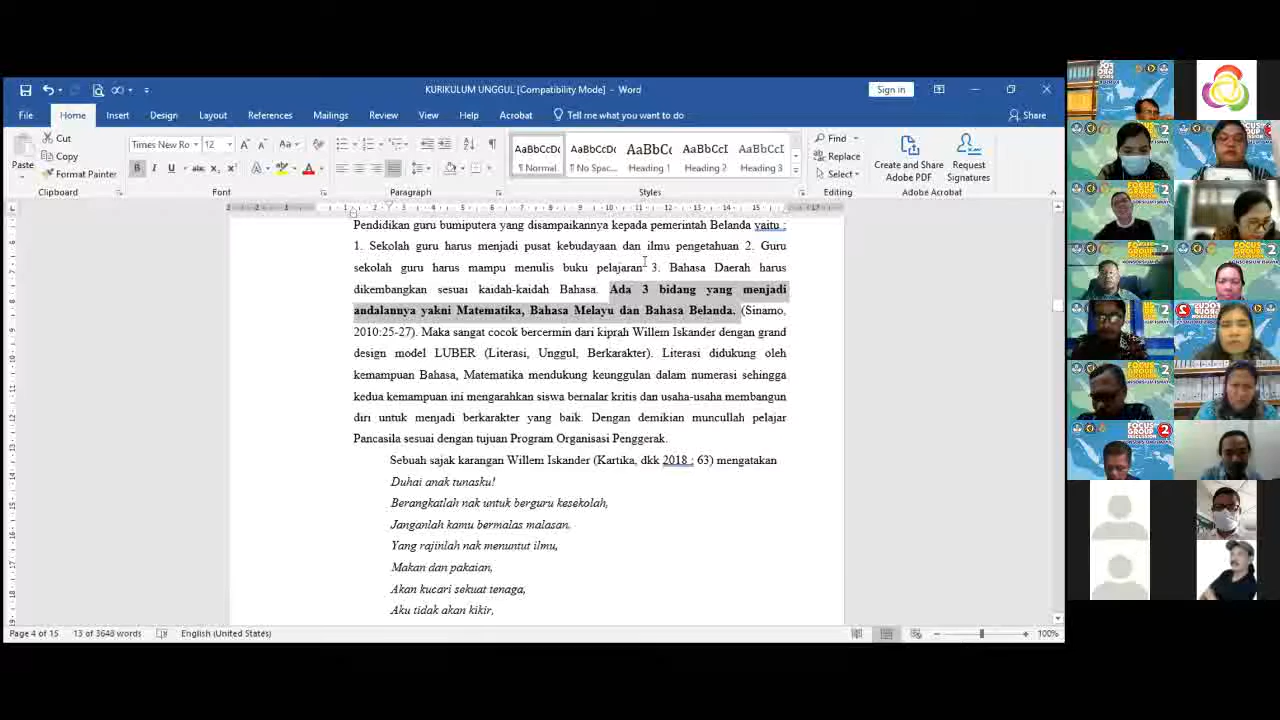 KURIKULUM UNGGUL [Compatibility Mode] - Word
Sign in
File Home Insert Design Layout References Mailings Review View Help Acrobat Tell me what you want to do
Share
Paste
Cut
Copy
Format Painter
Clipboard
Times New Ro 12
Font
Paragraph
AaBbCcDc AaBbCcDc AaBbCc AaBbCcI AaBbCcI
¶ Normal ¶ No Spac... Heading 1 Heading 2 Heading 3
Styles
Find
Replace
Select
Editing
Create and Share Adobe PDF
Request Signatures
Adobe Acrobat
Pendidikan guru bumiputera yang disampaikannya kepada pemerintah Belanda yaitu :
1. Sekolah guru harus menjadi pusat kebudayaan dan ilmu pengetahuan 2. Guru
sekolah guru harus mampu menulis buku pelajaran 3. Bahasa Daerah harus
dikembangkan sesuai kaidah-kaidah Bahasa. Ada 3 bidang yang menjadi
andalannya yakni Matematika, Bahasa Melayu dan Bahasa Belanda. (Sinamo,
2010:25-27). Maka sangat cocok bercermin dari kiprah Willem Iskander dengan grand
design model LUBER (Literasi, Unggul, Berkarakter). Literasi didukung oleh
kemampuan Bahasa, Matematika mendukung keunggulan dalam numerasi sehingga
kedua kemampuan ini mengarahkan siswa bernalar kritis dan usaha-usaha membangun
diri untuk menjadi berkarakter yang baik. Dengan demikian muncullah pelajar
Pancasila sesuai dengan tujuan Program Organisasi Penggerak.
Sebuah sajak karangan Willem Iskander (Kartika, dkk 2018 : 63) mengatakan
Duhai anak tunasku!
Berangkatlah nak untuk berguru kesekolah,
Janganlah kamu bermalas malasan.
Yang rajinlah nak menuntut ilmu,
Makan dan pakaian,
Akan kucari sekuat tenaga,
Aku tidak akan kikir,
Page 4 of 15 13 of 3648 words English (United States) 100%